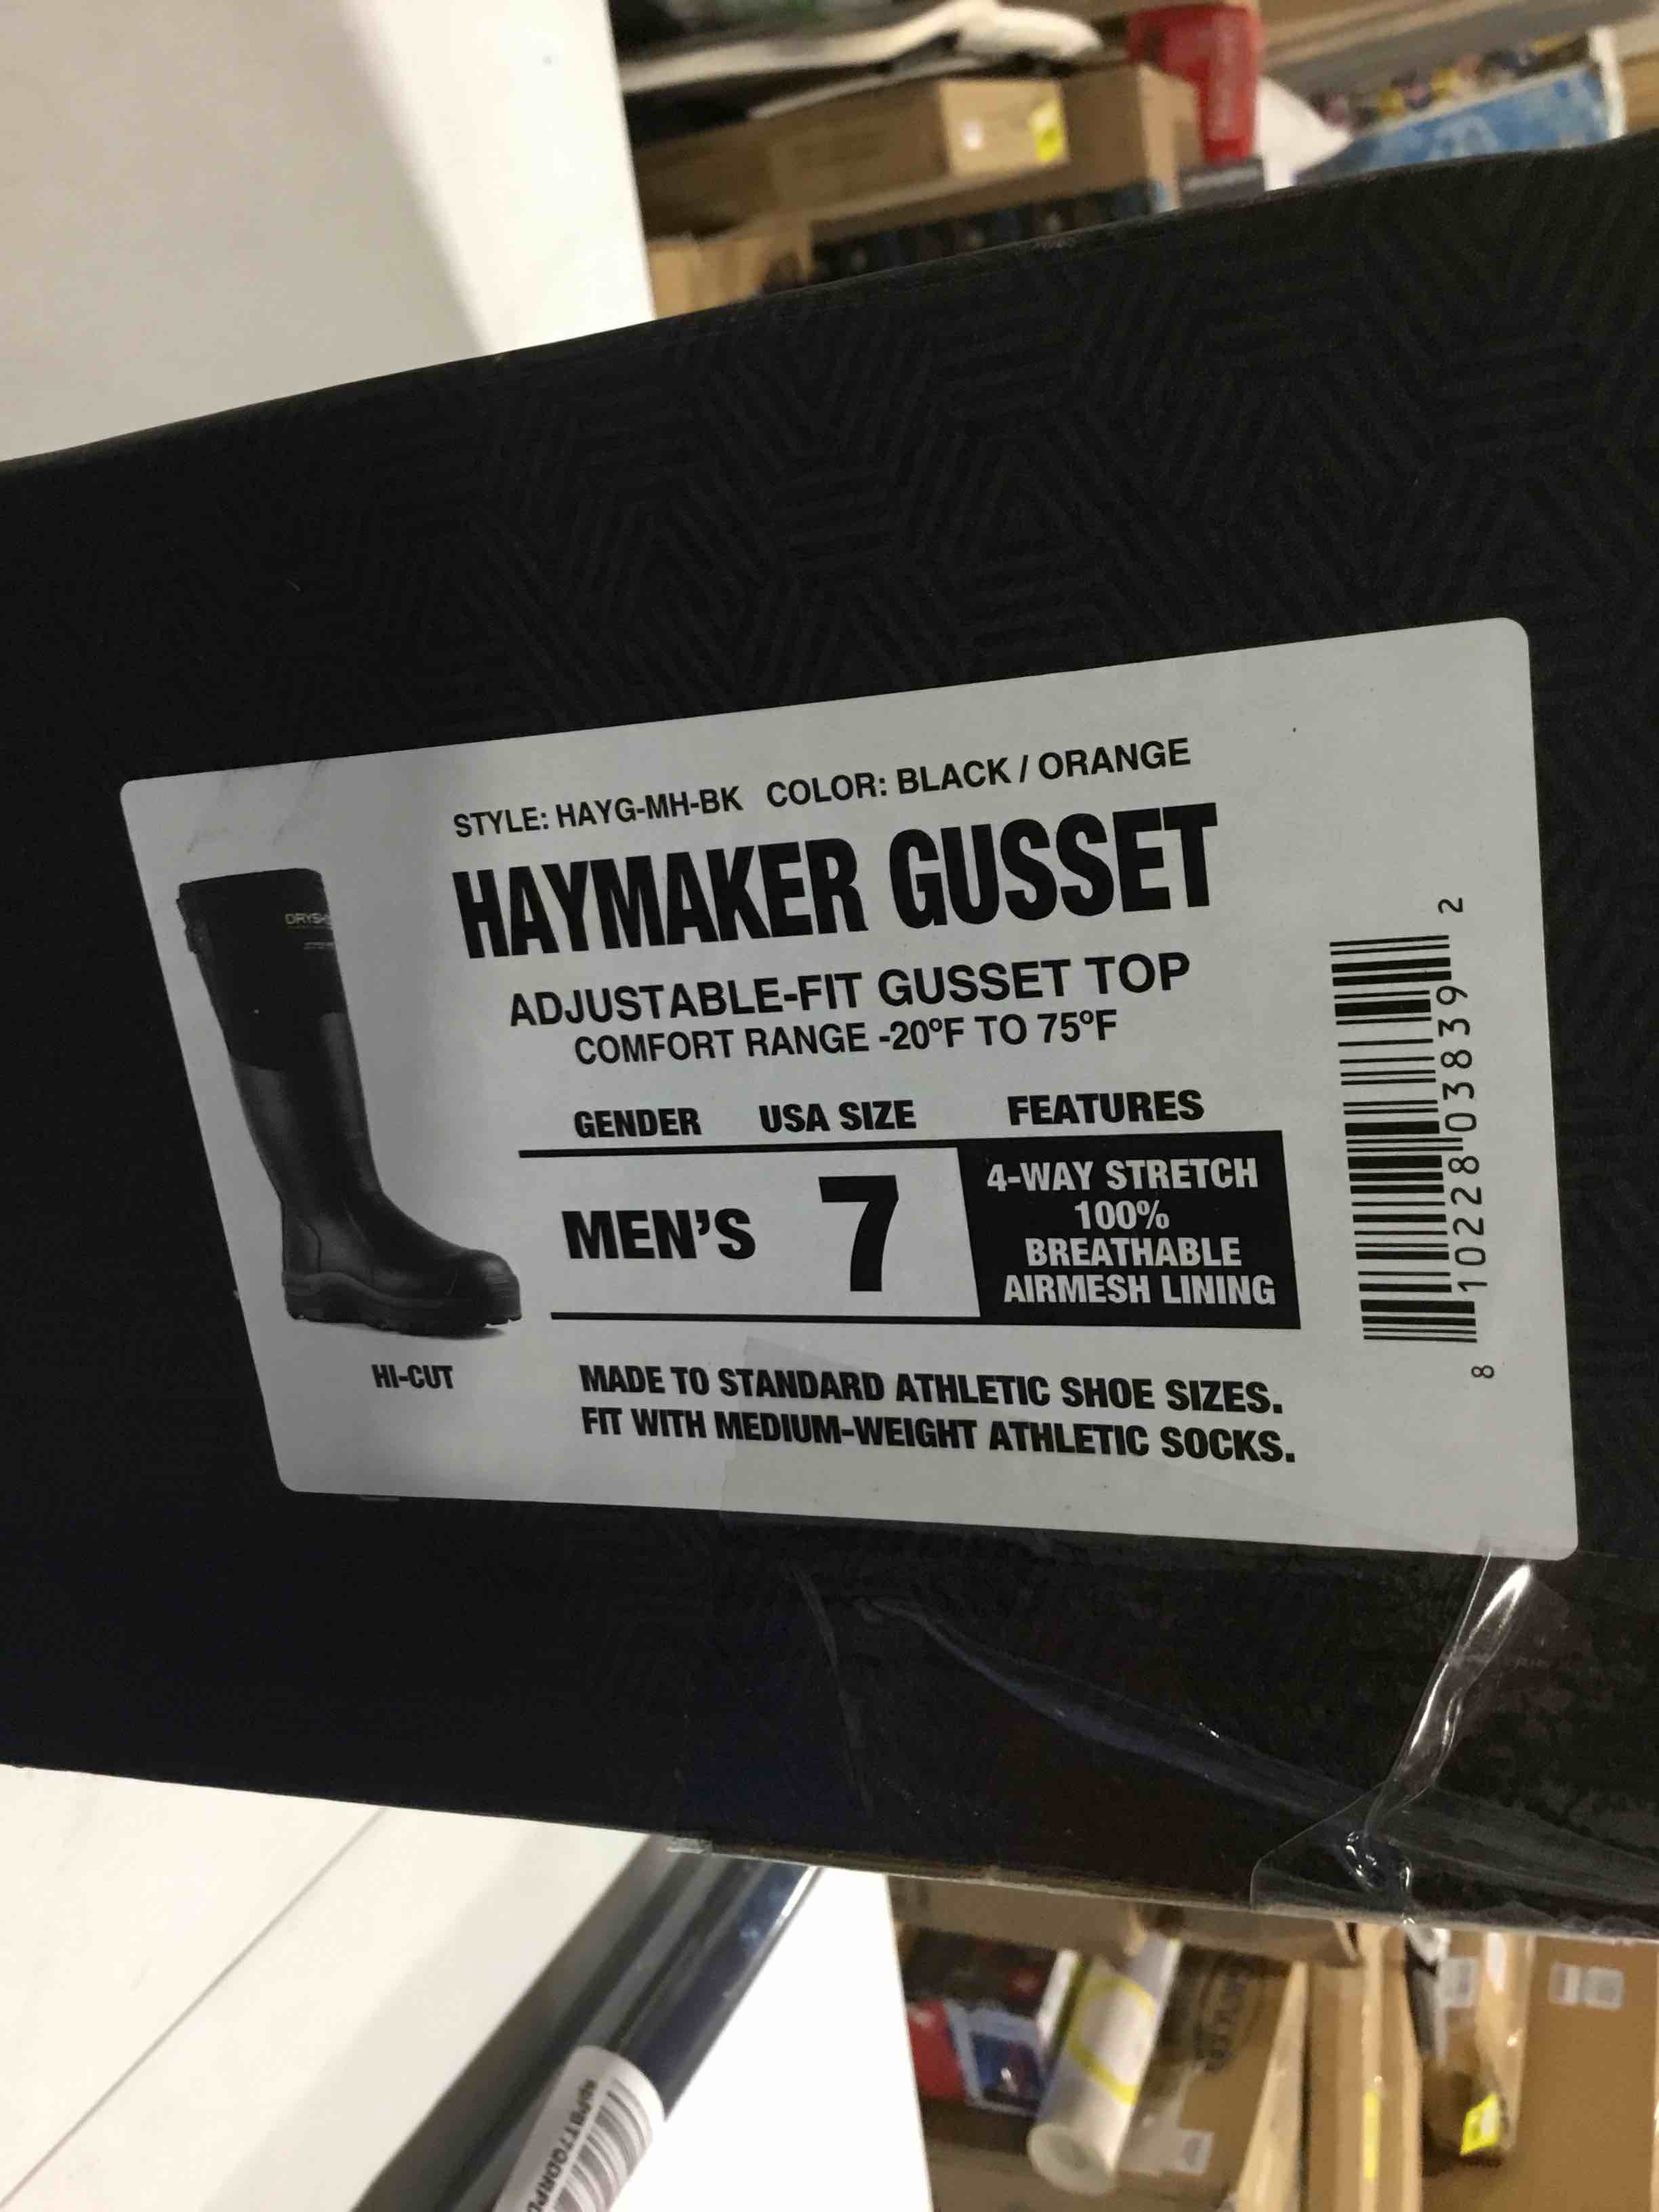 STYLE: HAYG-MH-BK COLOR: BLACK / ORANGE
HAYMAKER GUSSET
ADJUSTABLE-FIT GUSSET TOP
COMFORT RANGE -20ºF TO 75ºF
GENDER USA SIZE FEATURES
MEN'S 7
4-WAY STRETCH
100%
BREATHABLE
AIRMESH LINING
HI-CUT
MADE TO STANDARD ATHLETIC SHOE SIZES.
FIT WITH MEDIUM-WEIGHT ATHLETIC SOCKS.
8 10228 03839 2